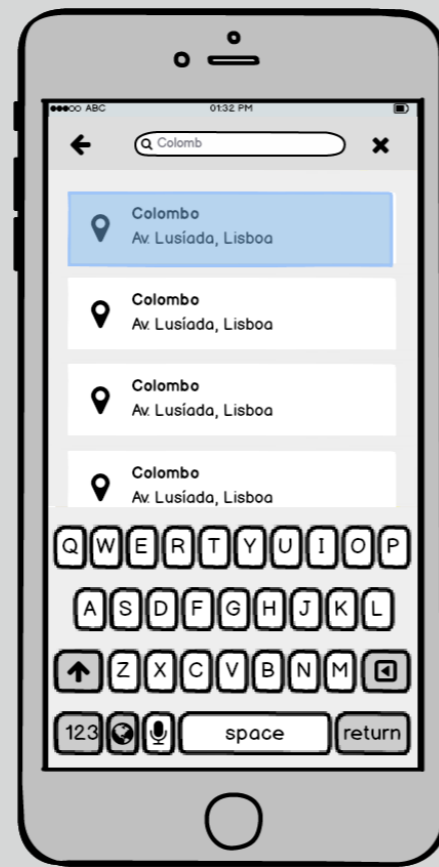 ABC 01:32 PM
Colomb
Colombo
Av. Lusíada, Lisboa
Colombo
Av. Lusíada, Lisboa
Colombo
Av. Lusíada, Lisboa
Colombo
Av. Lusíada, Lisboa
Q W E R T Y U I O P
A S D F G H J K L
Z X C V B N M
123 space return